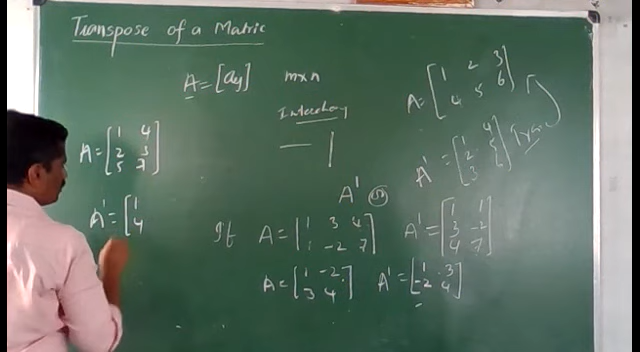 Transpose of a Matric
A = [aij] m×n
Interchang
A = [1 2 3
4 5 6]
A' = [1 4
2 5
3 6]
A = [1 4
2 3
5 7]
A' = [1
4
A'
If A = [1 3 4
1 -2 7]
A' = [1 1
3 -2
4 7]
A = [1 -2
3 4]
A' = [1 3
-2 4]